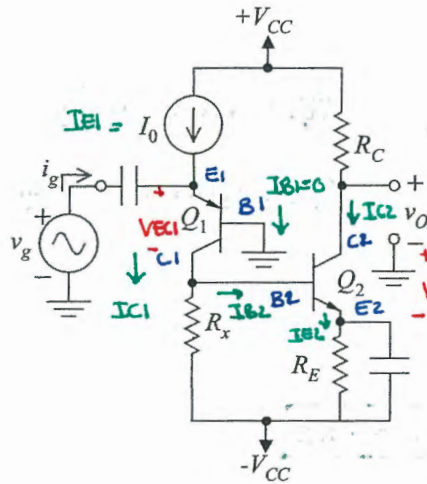 +V_CC
IE1 = I_0
R_C
i_g
E1
IB1=0
+
+
B1
IC2
v_O
+
VEC1
Q_1
v_g
-
C1
C2
-
-
IC1
B2
Q_2
V
IB2
R_x
IE2
E2
-
R_E
-V_CC